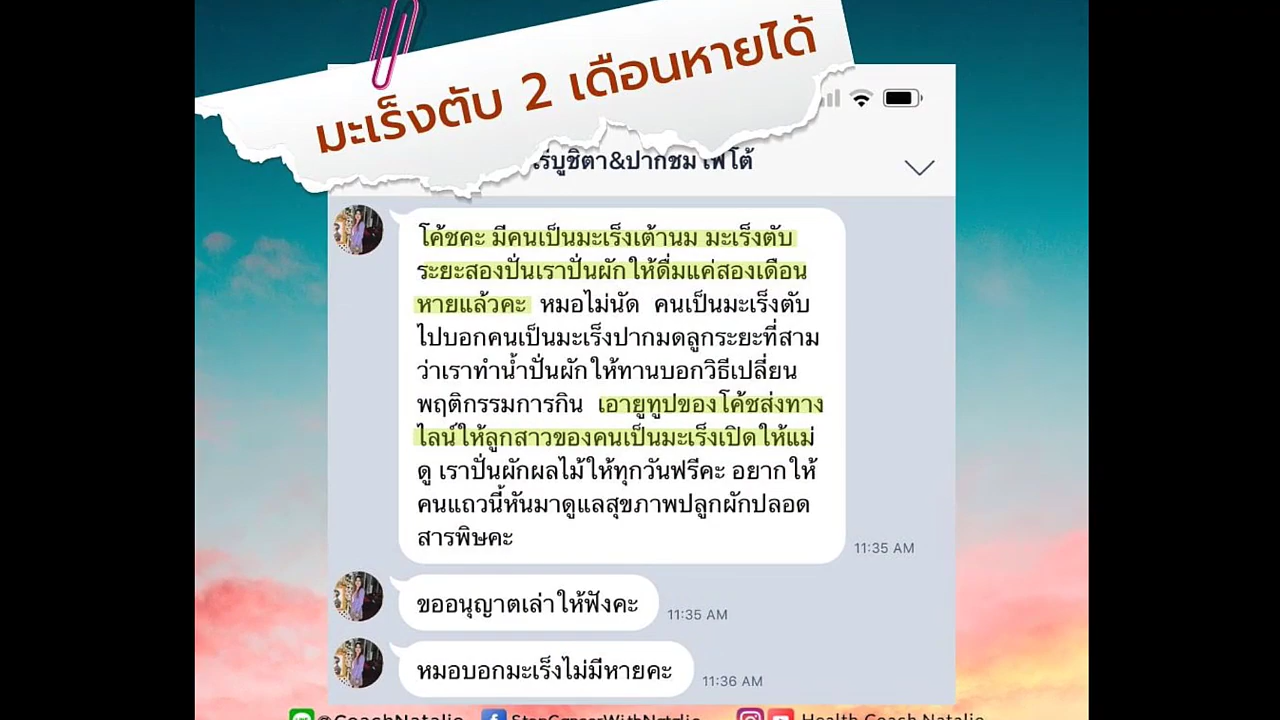 มะเร็งตับ 2 เดือนหายได้
โค้ชคะ มีคนเป็นมะเร็งเต้านม มะเร็งตับ
ระยะสองปั่นเราปั่นผักให้ดื่มแค่สองเดือน
หายแล้วคะ หมอไม่นัด คนเป็นมะเร็งตับ
ไปบอกคนเป็นมะเร็งปากมดลูกระยะที่สาม
ว่าเราทำน้ำปั่นผักให้ทานบอกวิธีเปลี่ยน
พฤติกรรมการกิน เอายูทูปของโค้ชส่งทาง
ไลน์ให้ลูกสาวของคนเป็นมะเร็งเปิดให้แม่
ดู เราปั่นผักผลไม้ให้ทุกวันฟรีคะ อยากให้
คนแถวนี้หันมาดูแลสุขภาพปลูกผักปลอด
สารพิษคะ
11:35 AM
ขออนุญาตเล่าให้ฟังคะ
11:35 AM
หมอบอกมะเร็งไม่มีหายคะ
11:36 AM
@CoachNatalie StopCancerWithNatalie Health Coach Natalie